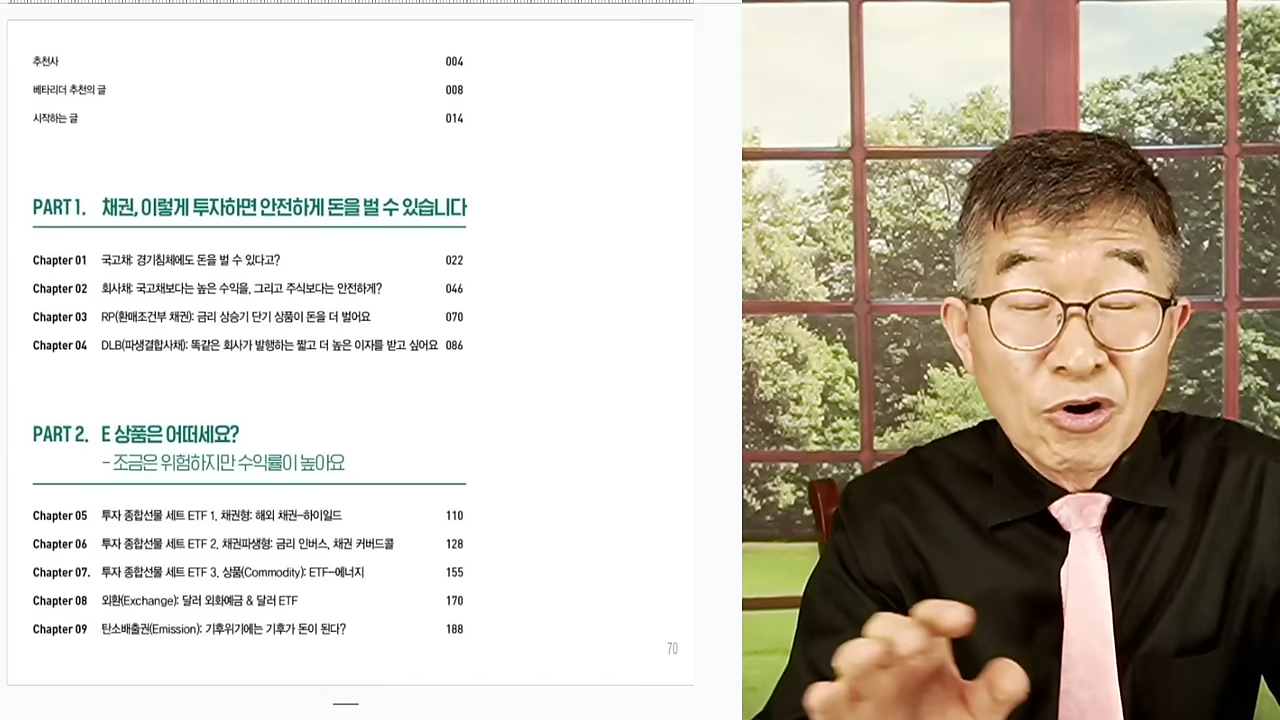 추천사 004
베타리더 추천의 글 008
시작하는 글 014
PART 1. 채권, 이렇게 투자하면 안전하게 돈을 벌 수 있습니다
Chapter 01 국고채: 경기침체에도 돈을 벌 수 있다고? 022
Chapter 02 회사채: 국고채보다는 높은 수익을, 그리고 주식보다는 안전하게? 046
Chapter 03 RP(환매조건부 채권): 금리 상승기 단기 상품이 돈을 더 벌어요 070
Chapter 04 DLB(파생결합사채): 똑같은 회사가 발행하는 짧고 더 높은 이자를 받고 싶어요 086
PART 2. E 상품은 어떠세요?
- 조금은 위험하지만 수익률이 높아요
Chapter 05 투자 종합선물 세트 ETF 1, 채권형: 해외 채권-하이일드 110
Chapter 06 투자 종합선물 세트 ETF 2, 채권파생형: 금리 인버스, 채권 커버드콜 128
Chapter 07. 투자 종합선물 세트 ETF 3, 상품(Commodity): ETF-에너지 155
Chapter 08 외환(Exchange): 달러 외화예금 & 달러 ETF 170
Chapter 09 탄소배출권(Emission): 기후위기에는 기후가 돈이 된다? 188
70